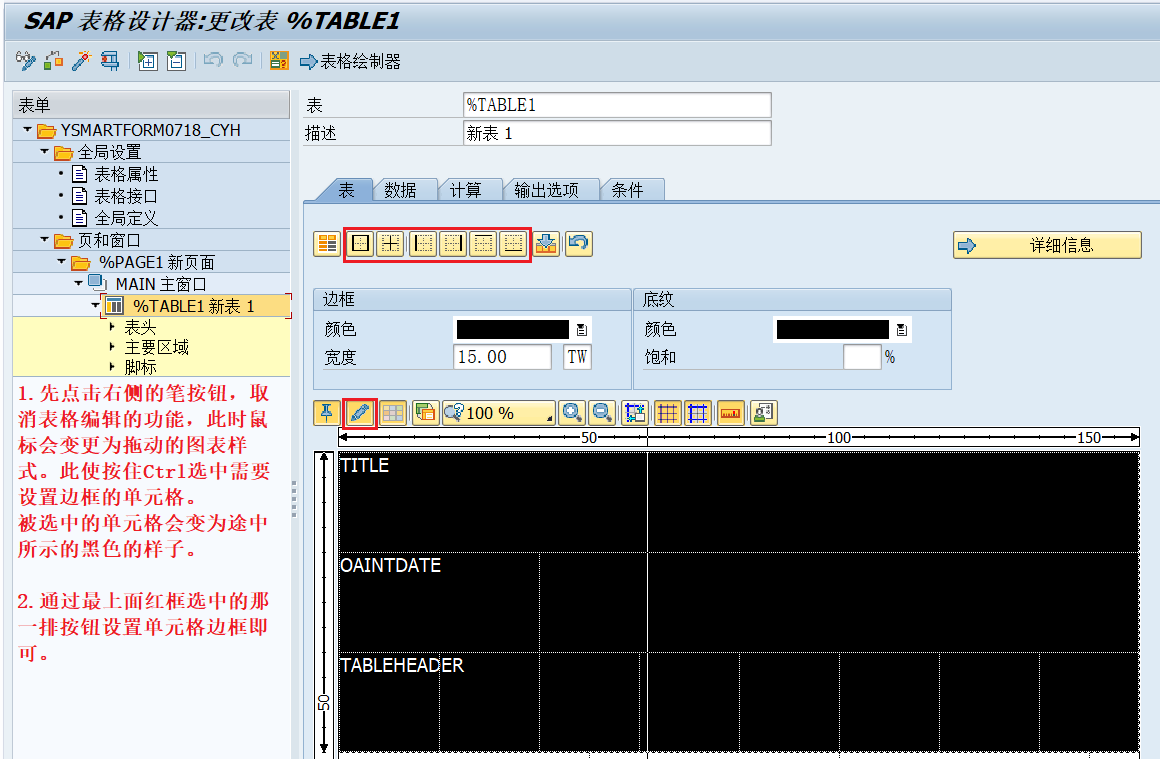 SAP 表格设计器:更改表 %TABLE1
表格绘制器
表单
YSMARTFORM0718_CYH
全局设置
表格属性
表格接口
全局定义
页和窗口
%PAGE1 新页面
MAIN 主窗口
%TABLE1 新表 1
表头
主要区域
脚标
1.先点击右侧的笔按钮，取
消表格编辑的功能，此时鼠
标会变更为拖动的图表样
式。此使按住Ctrl选中需要
设置边框的单元格。
被选中的单元格会变为途中
所示的黑色的样子。
2.通过最上面红框选中的那
一排按钮设置单元格边框即
可。
表 %TABLE1
描述 新表 1
表 数据 计算 输出选项 条件
详细信息
边框 底纹
颜色 颜色
宽度 15.00 TW 饱和 %
100 %
50 100 150
50
TITLE
OAINTDATE
TABLEHEADER